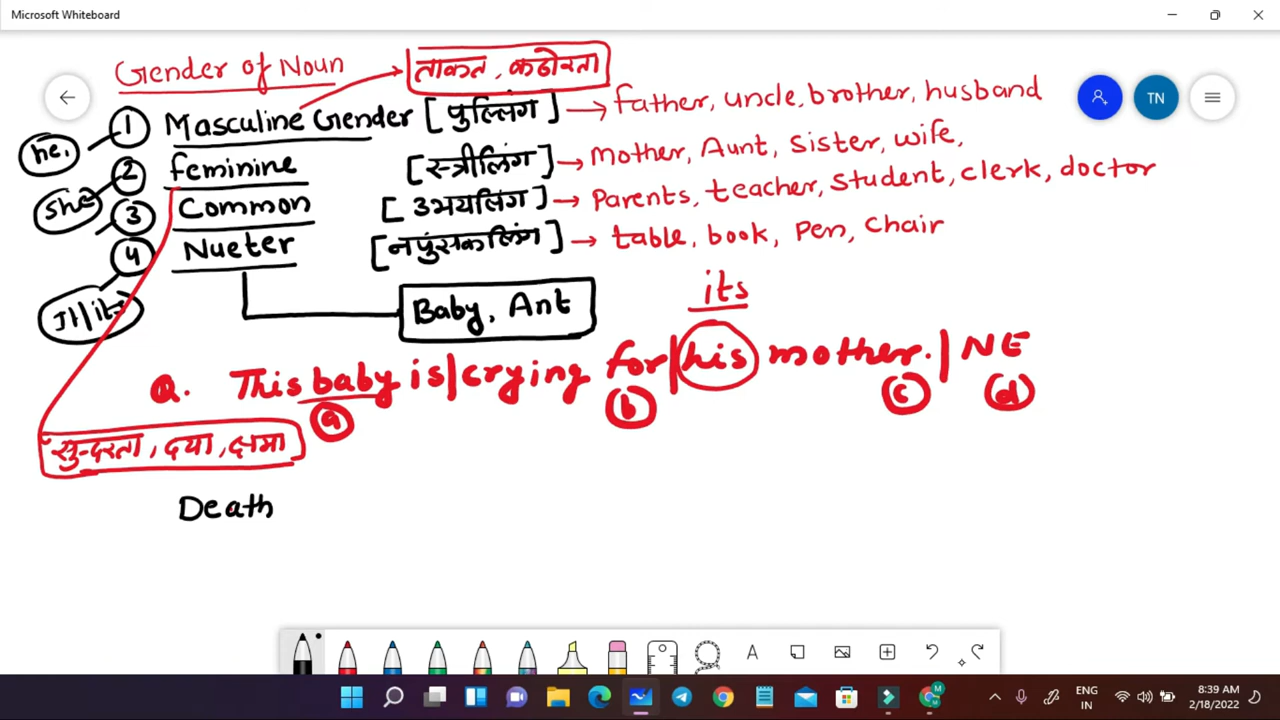 Microsoft Whiteboard
Gender of Noun
ताकत, कठोरता
he. 1 Masculine Gender [पुल्लिंग] → father, uncle, brother, husband
she 2 feminine [स्त्रीलिंग] → Mother, Aunt, Sister, wife,
3 Common [उभयलिंग] → Parents, teacher, student, clerk, doctor
4 Nueter [नपुंसकलिंग] → table, book, Pen, Chair
It/its
Baby, Ant
its
Q. This baby is | crying for | his mother. | NE
a b c d
सुन्दरता, दया, क्षमा
Death
TN
A
ENG
IN
8:39 AM
2/18/2022